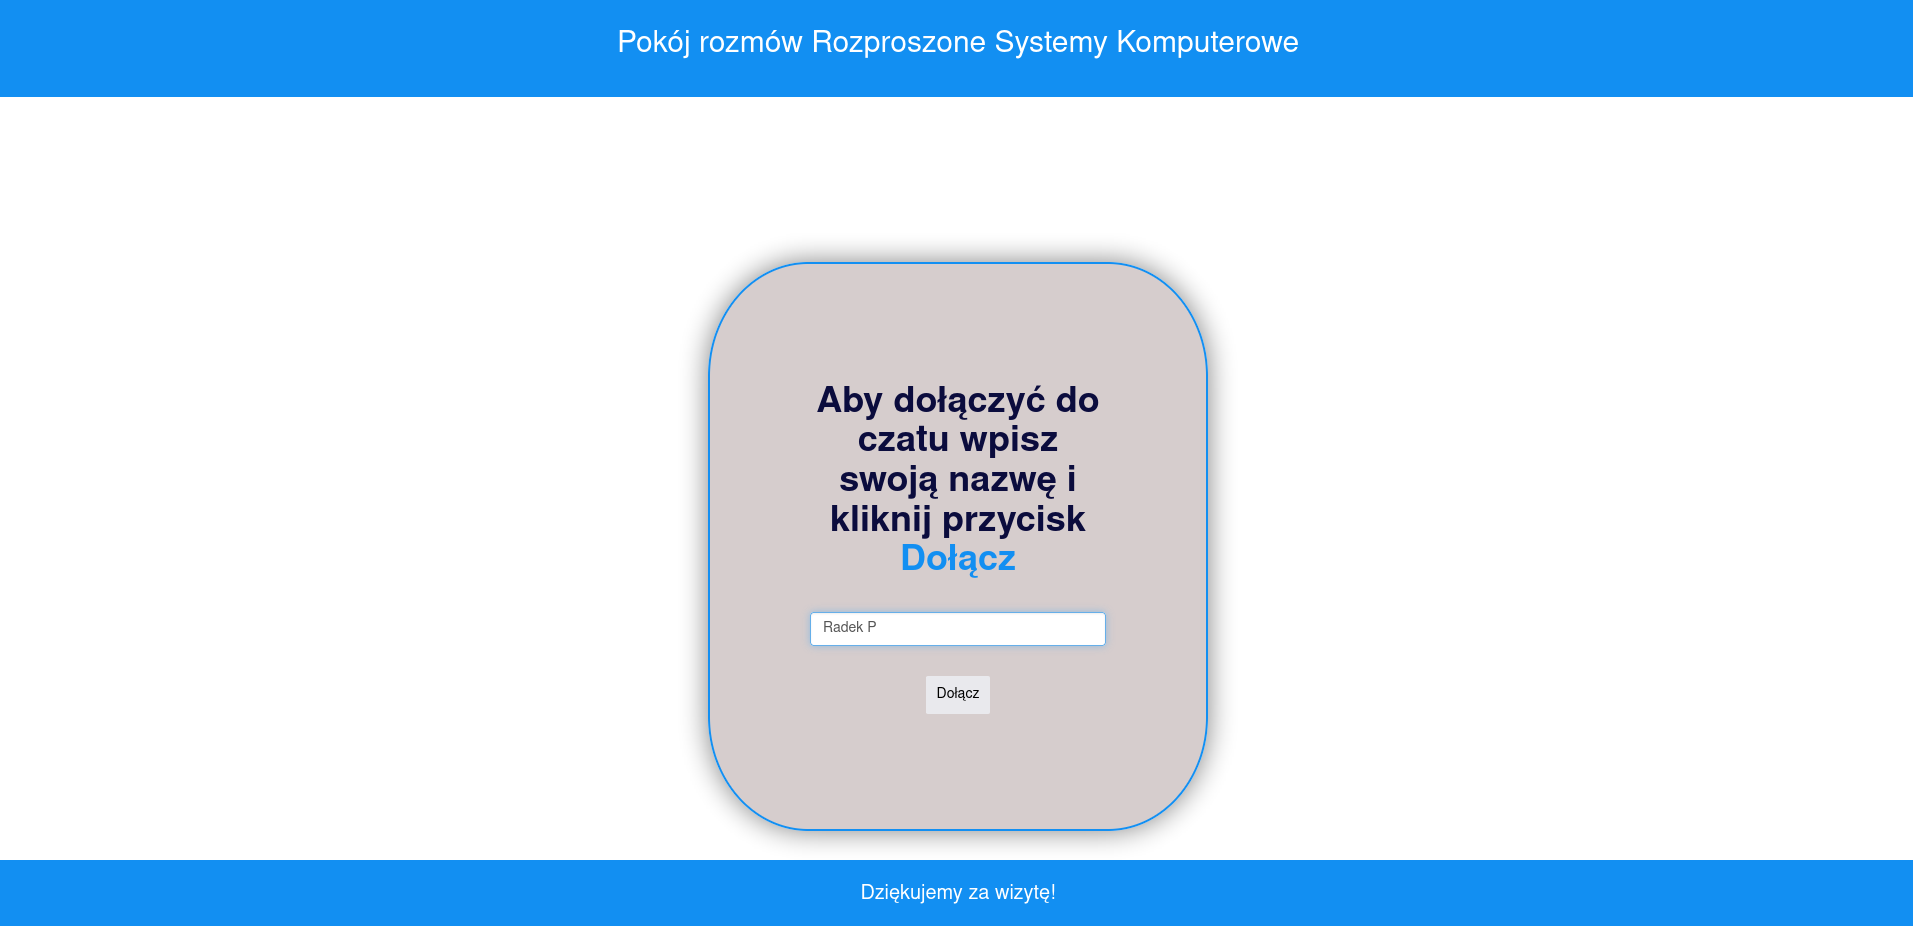 Pokój rozmów Rozproszone Systemy Komputerowe
Aby dołączyć do
czatu wpisz
swoją nazwę i
kliknij przycisk
Dołącz
Radek P
Dołącz
Dziękujemy za wizytę!